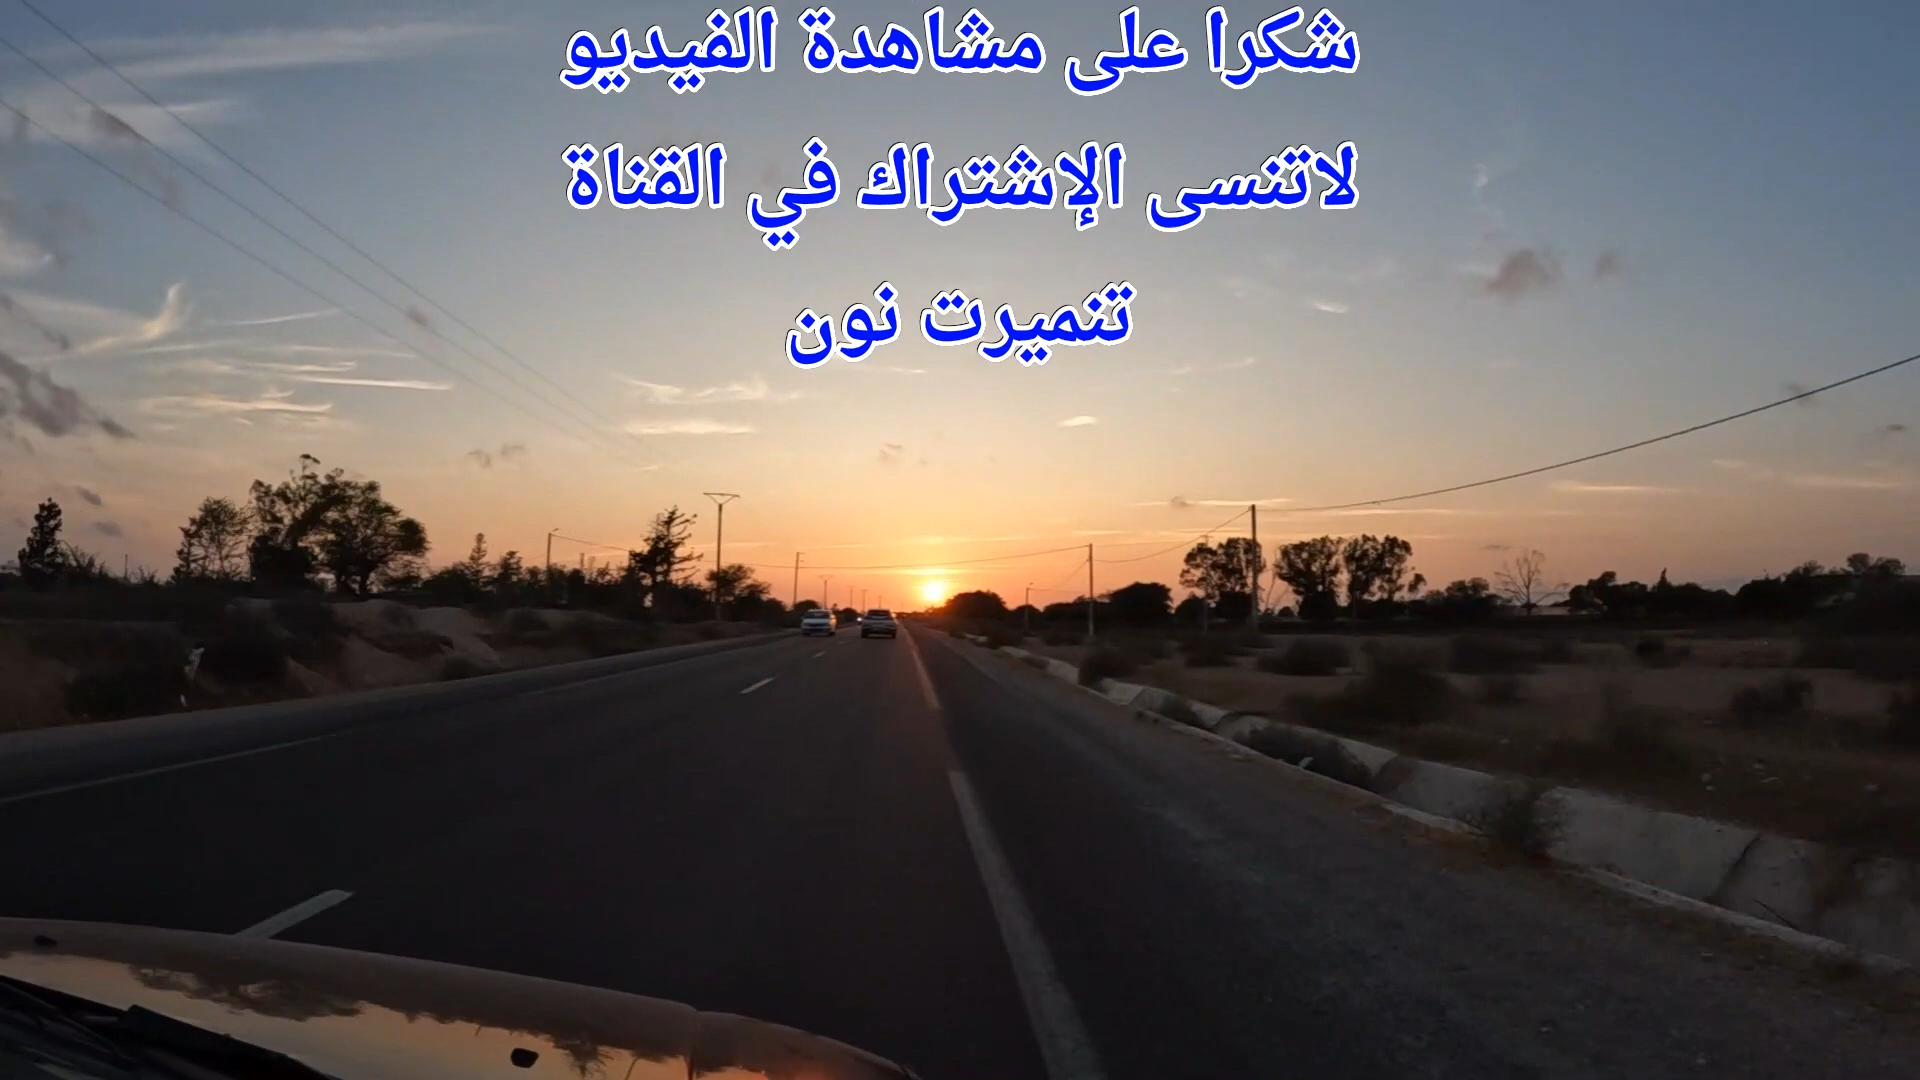 شكرا على مشاهدة الفيديو
لاتنسى الإشتراك في القناة
تنميرت نون